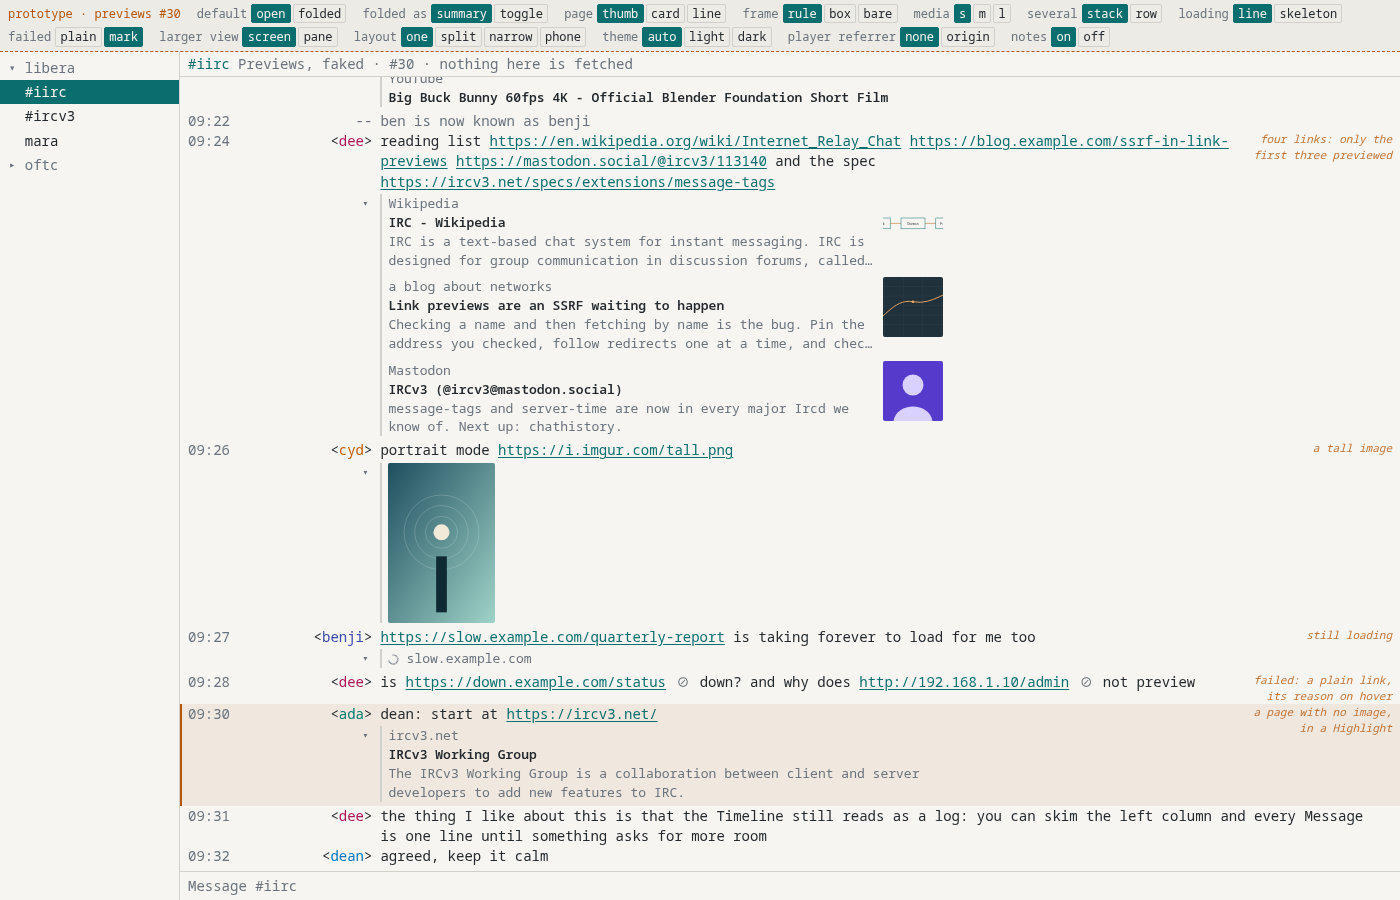 prototype · previews #30 default open folded folded as summary toggle page thumb card line frame rule box bare media s m l several stack row loading line skeleton
failed plain mark larger view screen pane layout one split narrow phone theme auto light dark player referrer none origin notes on off
▾ libera
#iirc
#ircv3
mara
▸ oftc
#iirc Previews, faked · #30 · nothing here is fetched
YouTube
Big Buck Bunny 60fps 4K - Official Blender Foundation Short Film
09:22 -- ben is now known as benji
09:24 <dee> reading list https://en.wikipedia.org/wiki/Internet_Relay_Chat https://blog.example.com/ssrf-in-link-
previews https://mastodon.social/@ircv3/113140 and the spec
https://ircv3.net/specs/extensions/message-tags
four links: only the
first three previewed
▾ Wikipedia
IRC - Wikipedia
IRC is a text-based chat system for instant messaging. IRC is
designed for group communication in discussion forums, called…
a blog about networks
Link previews are an SSRF waiting to happen
Checking a name and then fetching by name is the bug. Pin the
address you checked, follow redirects one at a time, and chec…
Mastodon
IRCv3 (@ircv3@mastodon.social)
message-tags and server-time are now in every major Ircd we
know of. Next up: chathistory.
09:26 <cyd> portrait mode https://i.imgur.com/tall.png
a tall image
▾
09:27 <benji> https://slow.example.com/quarterly-report is taking forever to load for me too
still loading
▾ slow.example.com
09:28 <dee> is https://down.example.com/status ⊘ down? and why does http://192.168.1.10/admin ⊘ not preview
failed: a plain link,
its reason on hover
09:30 <ada> dean: start at https://ircv3.net/
a page with no image,
in a Highlight
▾ ircv3.net
IRCv3 Working Group
The IRCv3 Working Group is a collaboration between client and server
developers to add new features to IRC.
09:31 <dee> the thing I like about this is that the Timeline still reads as a log: you can skim the left column and every Message
is one line until something asks for more room
09:32 <dean> agreed, keep it calm
Message #iirc